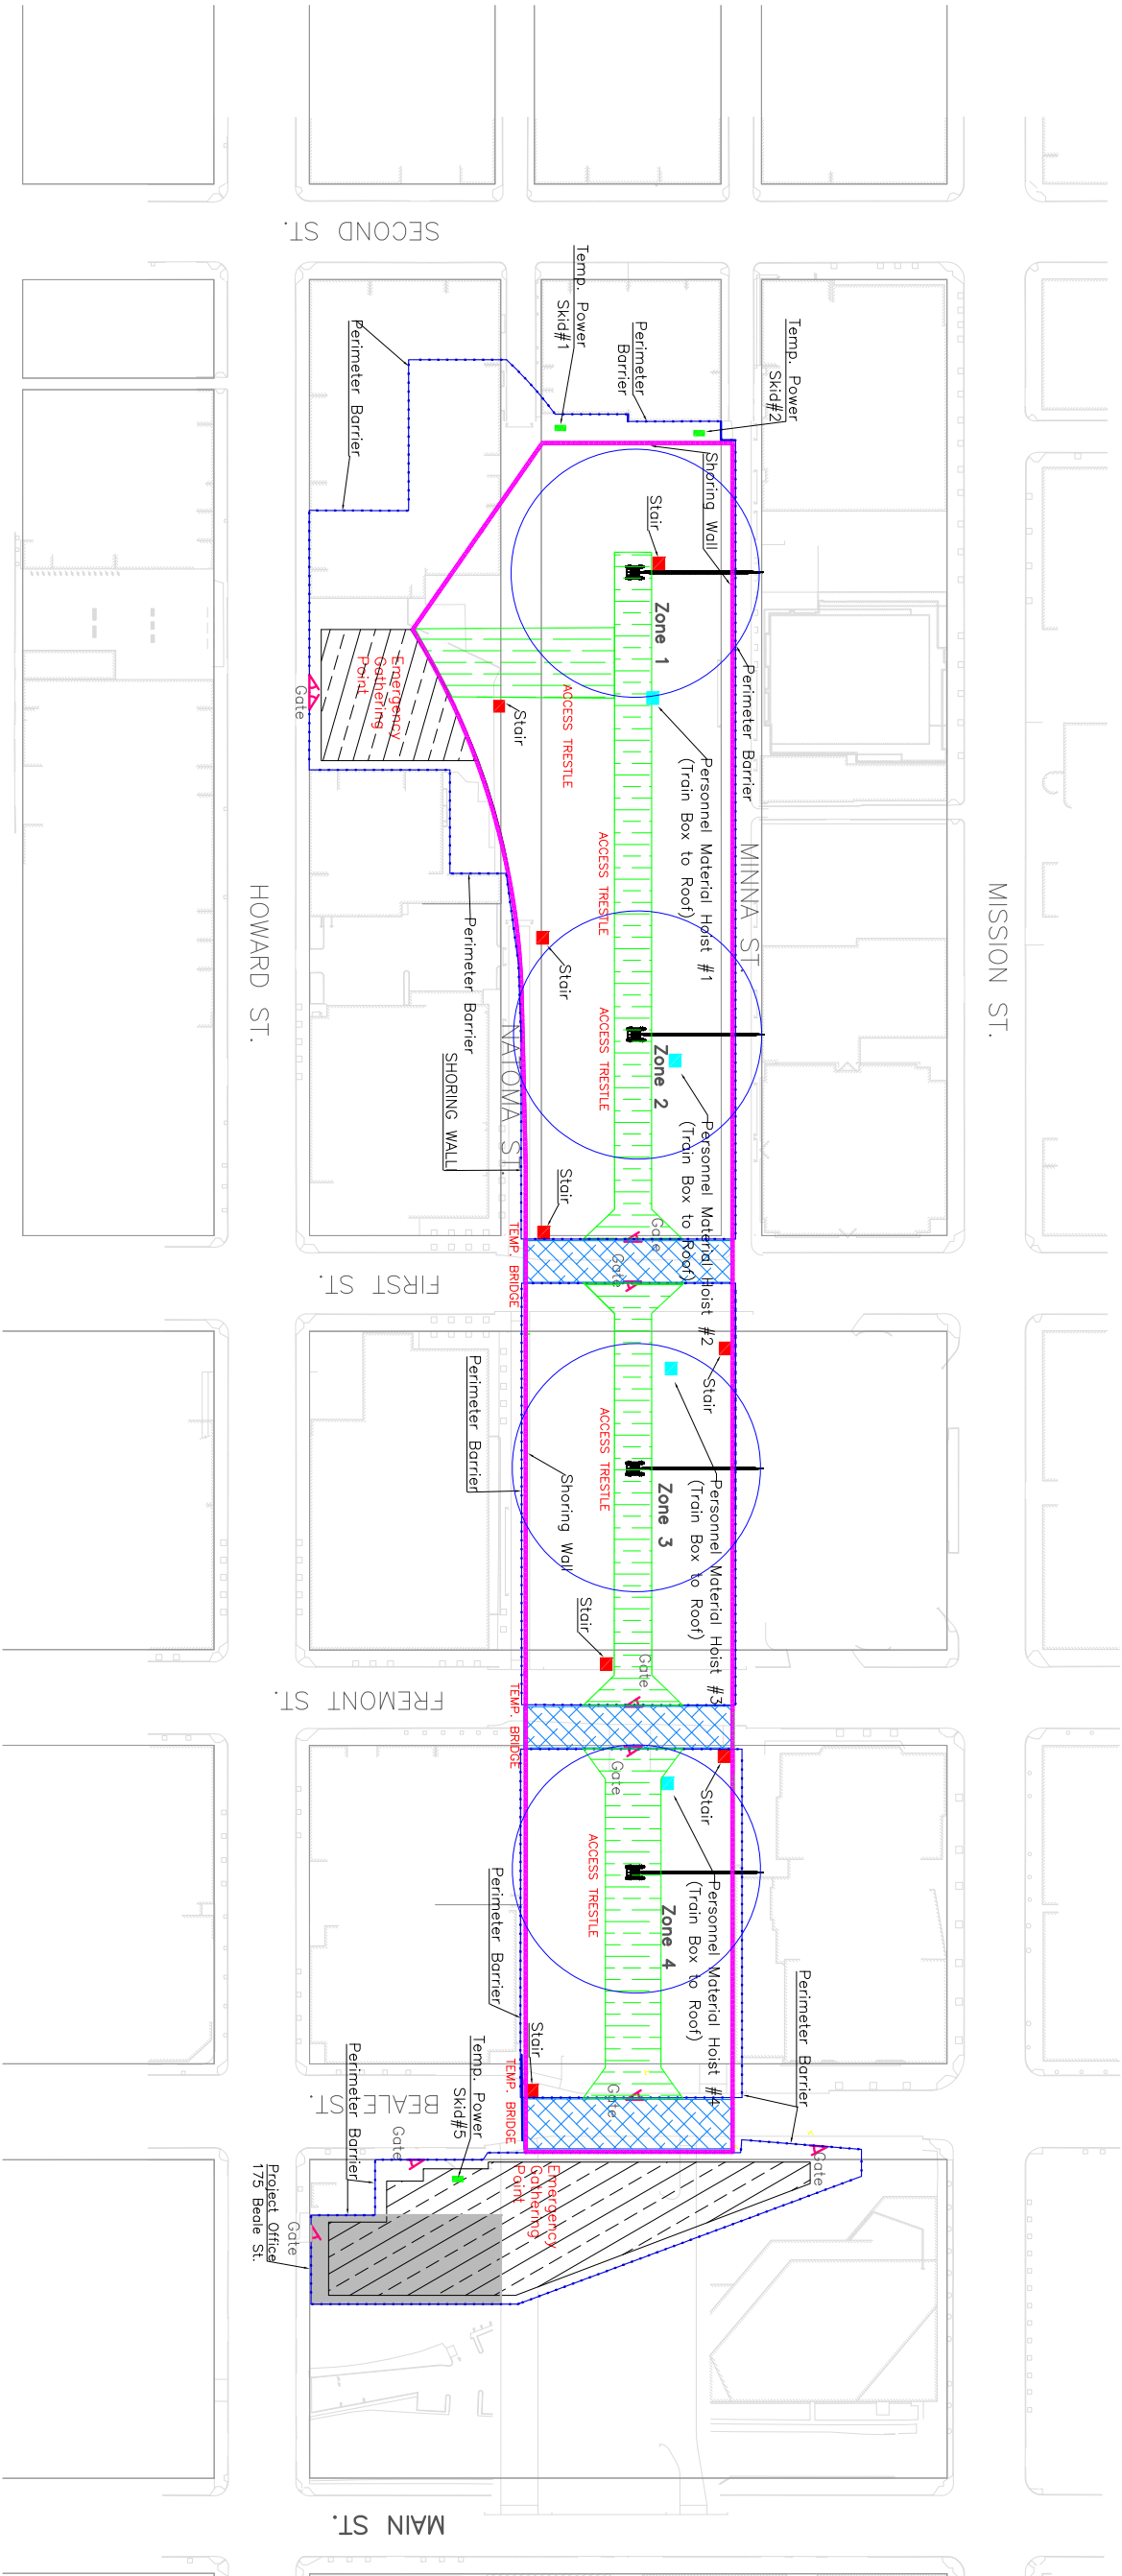 SECOND ST.
Temp. Power
Skid#1
Perimeter
Barrier
Temp. Power
Skid#2
Perimeter Barrier
Shoring Wall
Stair
Zone 1
Perimeter Barrier
Emergency
Gathering
Point
Gate
Stair
ACCESS TRESTLE
Personnel Material Hoist #1
(Train Box to Roof)
MINNA ST.
MISSION ST.
HOWARD ST.
ACCESS TRESTLE
Perimeter Barrier
Stair
ACCESS TRESTLE
NATOMA ST.
SHORING WALL
Zone 2
Personnel Material Hoist #2
(Train Box to Roof)
Stair
Gate
TEMP. BRIDGE
Gate
FIRST ST.
Stair
Perimeter Barrier
ACCESS TRESTLE
Shoring Wall
Zone 3
Personnel Material Hoist #3
(Train Box to Roof)
Stair
Gate
FREMONT ST.
TEMP. BRIDGE
Gate
Stair
ACCESS TRESTLE
Perimeter Barrier
Zone 4
Personnel Material Hoist #4
(Train Box to Roof)
Perimeter Barrier
Stair
TEMP. BRIDGE
Gate
BEALE ST.
Perimeter Barrier
Temp. Power
Skid#5
Gate
Gate
Emergency
Gathering
Point
Project Office
175 Beale St.
Gate
MAIN ST.